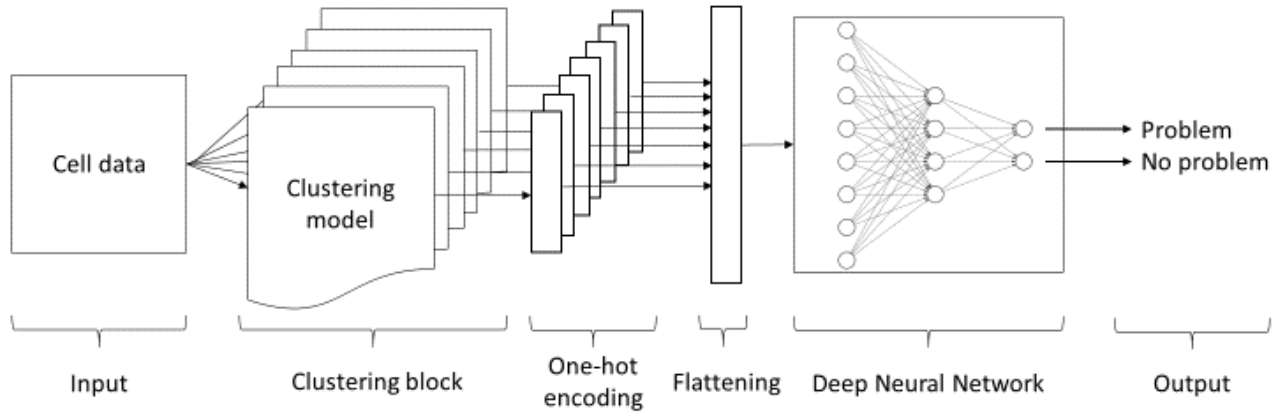 Cell data
Clustering
model
Problem
No problem
Input
Clustering block
One-hot
encoding
Flattening
Deep Neural Network
Output